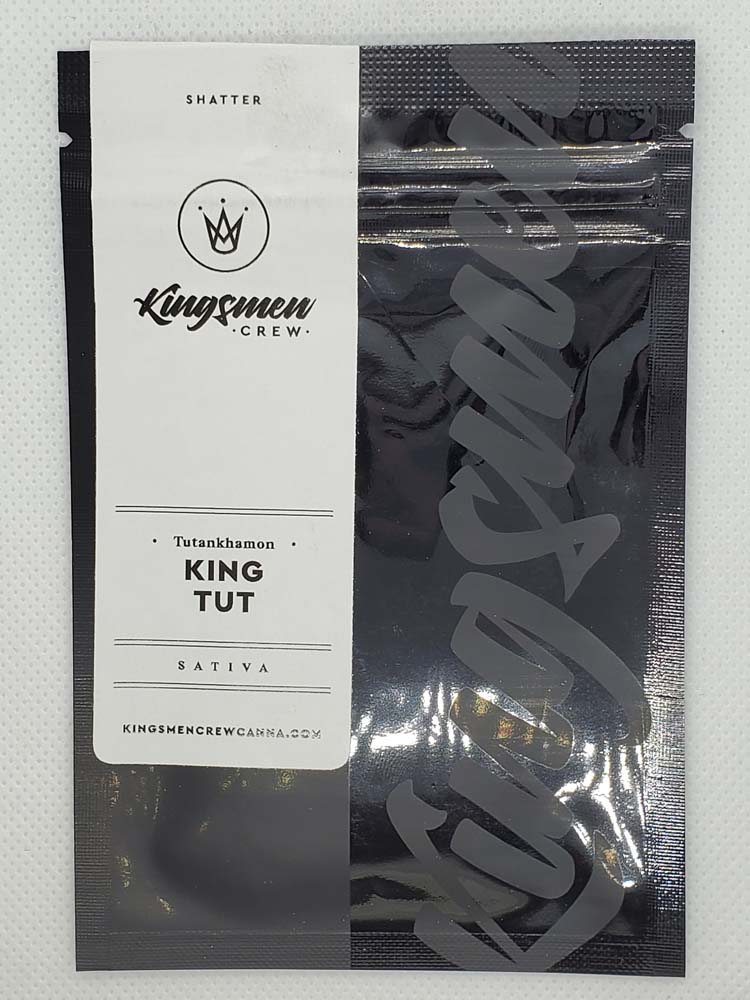 SHATTER
Kingsmen
·CREW·
· Tutankhamon ·
KING
TUT
SATIVA
KINGSMENCREWCANNA.COM
Kingsmen